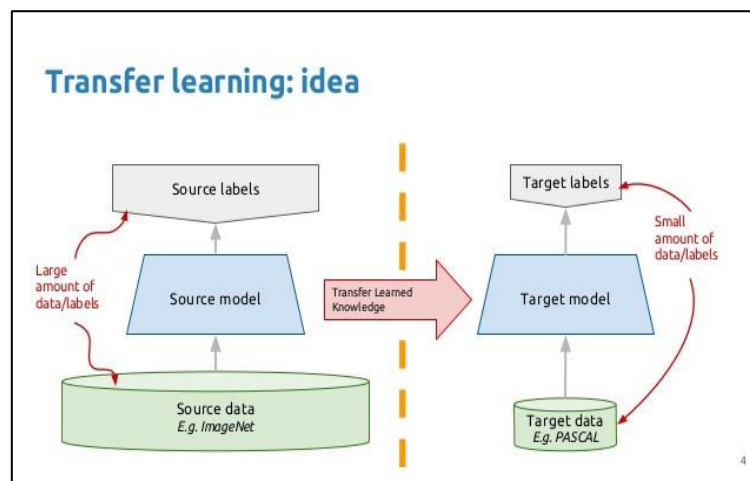 Transfer learning: idea
Source labels
Large
amount of
data/labels
Source model
Source data
E.g. ImageNet
Transfer Learned
Knowledge
Target labels
Small
amount of
data/labels
Target model
Target data
E.g. PASCAL
4